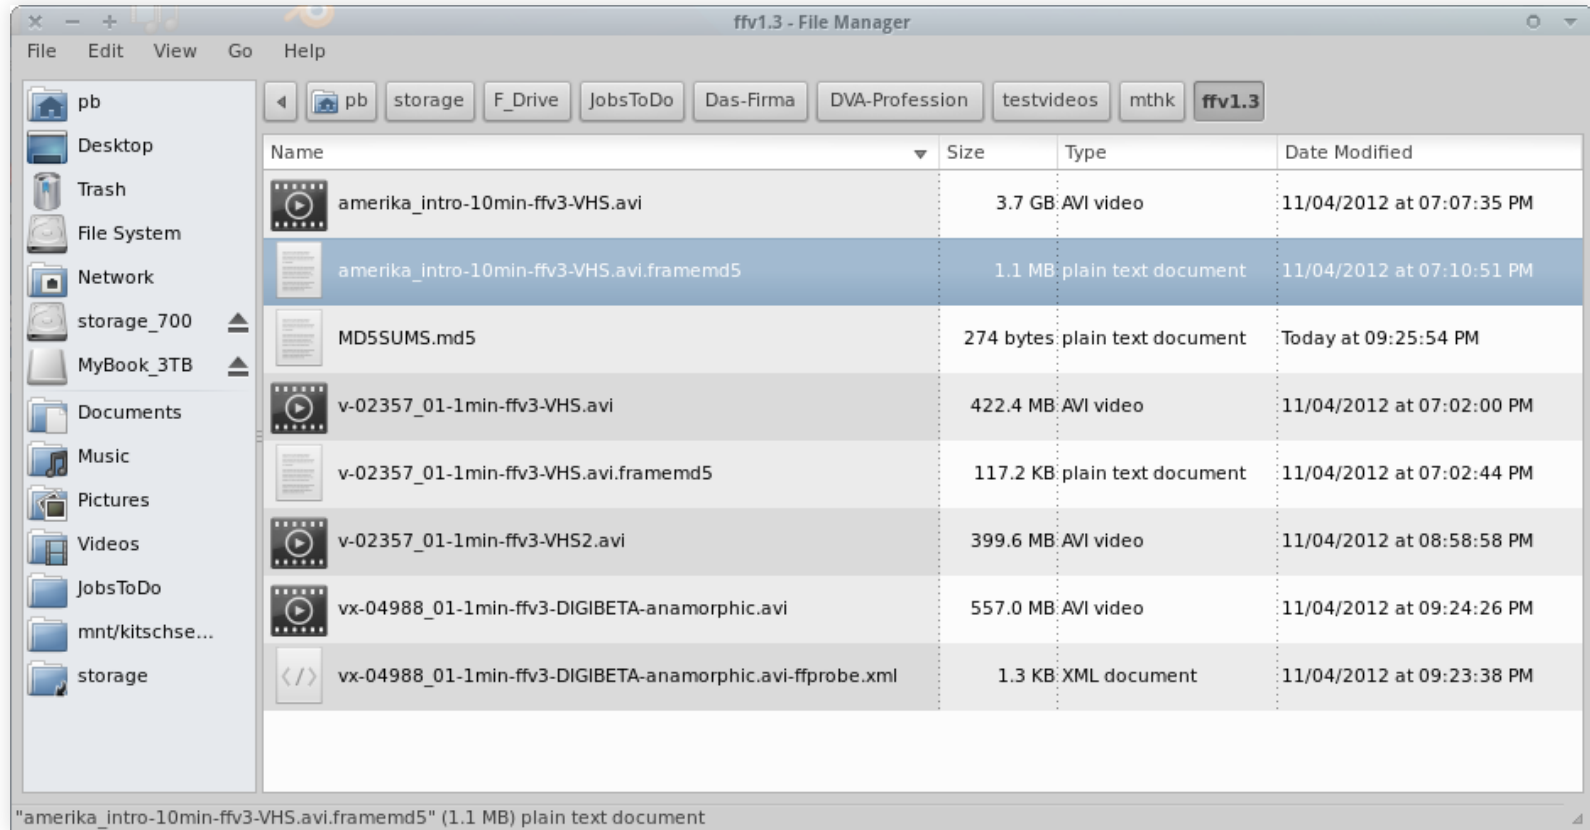 ffv1.3 - File Manager
File Edit View Go Help
pb storage F_Drive JobsToDo Das-Firma DVA-Profession testvideos mthk ffv1.3
pb
Desktop
Trash
File System
Network
storage_700
MyBook_3TB
Documents
Music
Pictures
Videos
JobsToDo
mnt/kitschse...
storage
Name Size Type Date Modified
amerika_intro-10min-ffv3-VHS.avi 3.7 GB AVI video 11/04/2012 at 07:07:35 PM
amerika_intro-10min-ffv3-VHS.avi.framemd5 1.1 MB plain text document 11/04/2012 at 07:10:51 PM
MD5SUMS.md5 274 bytes plain text document Today at 09:25:54 PM
v-02357_01-1min-ffv3-VHS.avi 422.4 MB AVI video 11/04/2012 at 07:02:00 PM
v-02357_01-1min-ffv3-VHS.avi.framemd5 117.2 KB plain text document 11/04/2012 at 07:02:44 PM
v-02357_01-1min-ffv3-VHS2.avi 399.6 MB AVI video 11/04/2012 at 08:58:58 PM
vx-04988_01-1min-ffv3-DIGIBETA-anamorphic.avi 557.0 MB AVI video 11/04/2012 at 09:24:26 PM
vx-04988_01-1min-ffv3-DIGIBETA-anamorphic.avi-ffprobe.xml 1.3 KB XML document 11/04/2012 at 09:23:38 PM
"amerika_intro-10min-ffv3-VHS.avi.framemd5" (1.1 MB) plain text document